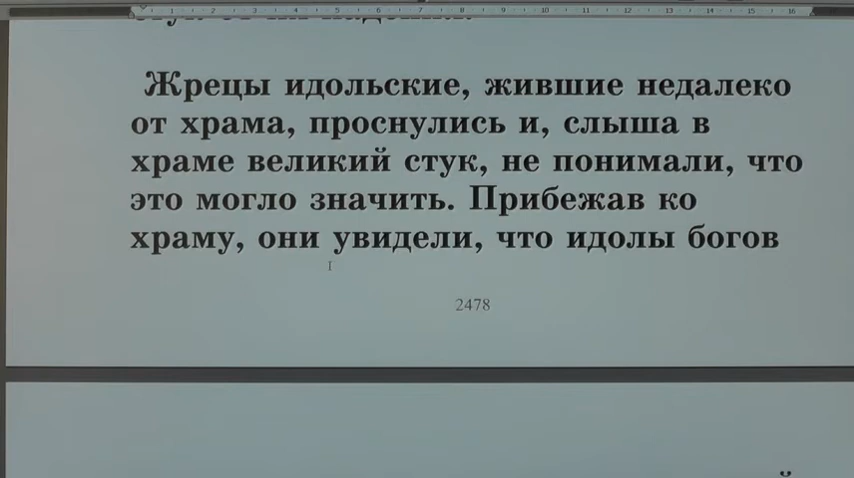 Жрецы идольские, жившие недалеко
от храма, проснулись и, слыша в
храме великий стук, не понимали, что
это могло значить. Прибежав ко
храму, они увидели, что идолы богов
2478